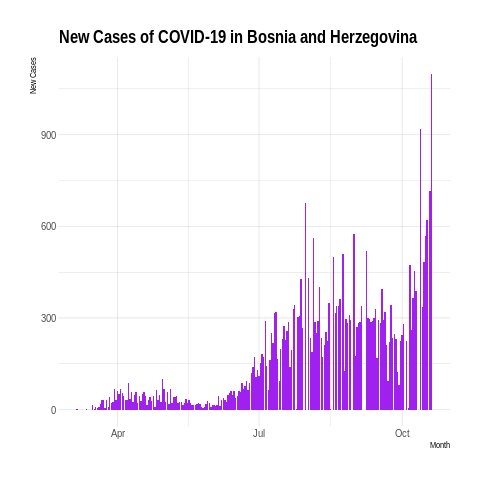 New Cases of COVID-19 in Bosnia and Herzegovina
New Cases
900
600
300
0
Apr
Jul
Oct
Month